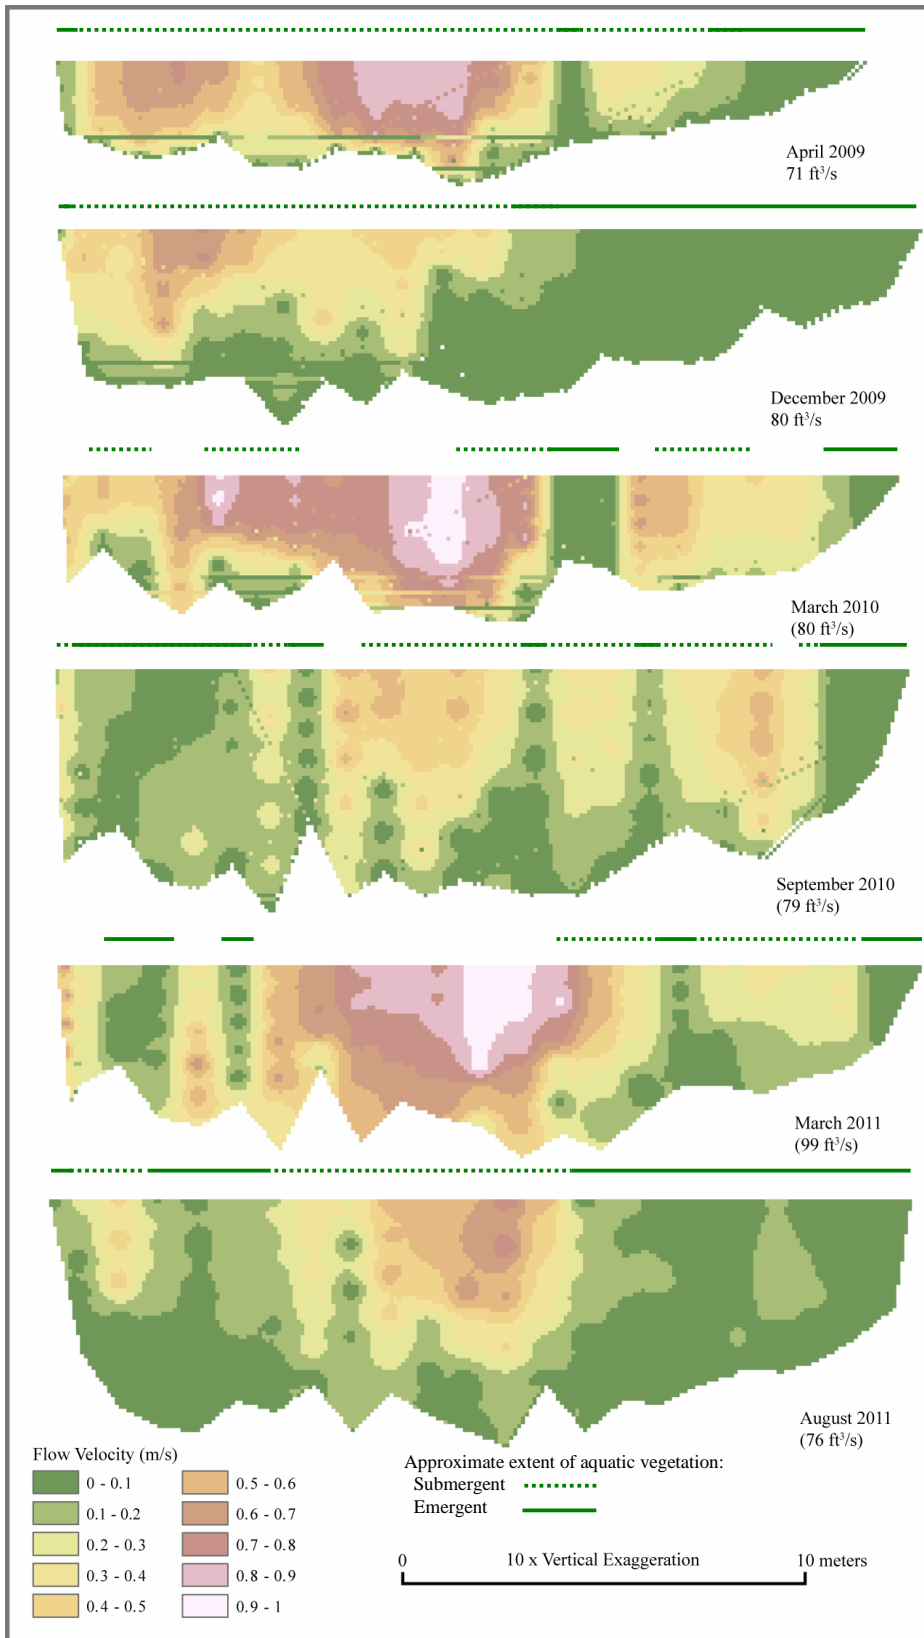 April 2009
71 ft³/s
December 2009
80 ft³/s
March 2010
(80 ft³/s)
September 2010
(79 ft³/s)
March 2011
(99 ft³/s)
August 2011
(76 ft³/s)
Flow Velocity (m/s)
0 - 0.1
0.1 - 0.2
0.2 - 0.3
0.3 - 0.4
0.4 - 0.5
0.5 - 0.6
0.6 - 0.7
0.7 - 0.8
0.8 - 0.9
0.9 - 1
Approximate extent of aquatic vegetation:
Submergent
Emergent
0 10 x Vertical Exaggeration 10 meters